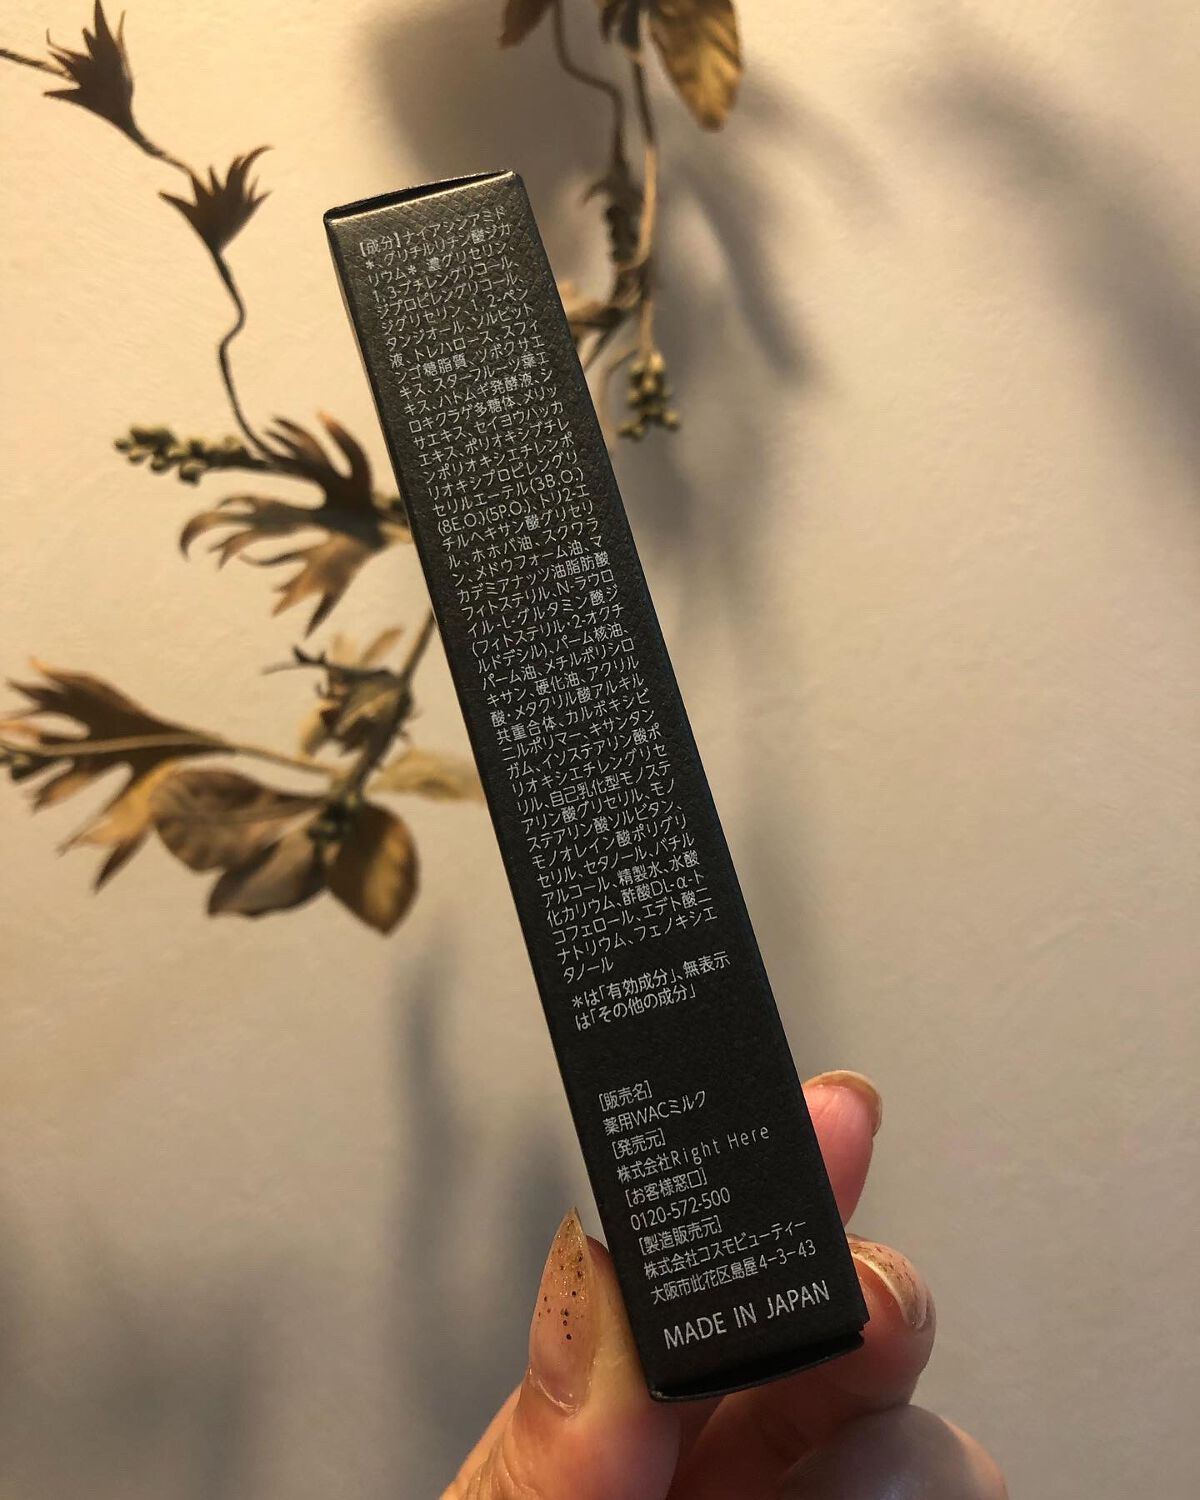 【成分】ナイアシンアミド
*、グリチルリチン酸ジカ
リウム*、濃グリセリン、
1,3-ブチレングリコール、
ジプロピレングリコール、
ジグリセリン、1,2-ペン
タンジオール、ソルビット
液、トレハロース、スフィ
ンゴ糖脂質、ツボクサエ
キス、スターフルーツ葉エ
キス、ハトムギ発酵液、シ
ロキクラゲ多糖体、メリッ
サエキス、セイヨウハッカ
エキス、ポリオキシブチレ
ンポリオキシエチレンポ
リオキシプロピレングリ
セリルエーテル(3B.O.)
(8E.O.)(5P.O.)、トリ2-エ
チルヘキサン酸グリセリ
ル、ホホバ油、スクワラ
ン、メドウフォーム油、マ
カデミアナッツ油脂肪酸
フィトステリル、N-ラウロ
イル-L-グルタミン酸ジ
(フィトステリル・2-オクチ
ルドデシル)、パーム核油、
パーム油、メチルポリシロ
キサン、硬化油、アクリル
酸・メタクリル酸アルキル
共重合体、カルボキシビ
ニルポリマー、キサンタン
ガム、イソステアリン酸ポ
リオキシエチレングリセ
リル、自己乳化型モノステ
アリン酸グリセリル、モノ
ステアリン酸ソルビタン、
モノオレイン酸ポリグリ
セリル、セタノール、バチル
アルコール、精製水、水酸
化カリウム、酢酸DL-α-ト
コフェロール、エデト酸二
ナトリウム、フェノキシエ
タノール
*は「有効成分」、無表示
は「その他の成分」
[販売名]
薬用WACミルク
[発売元]
株式会社Right Here
[お客様窓口]
0120-572-500
[製造販売元]
株式会社コスモビューティー
大阪市此花区島屋4-3-43
MADE IN JAPAN